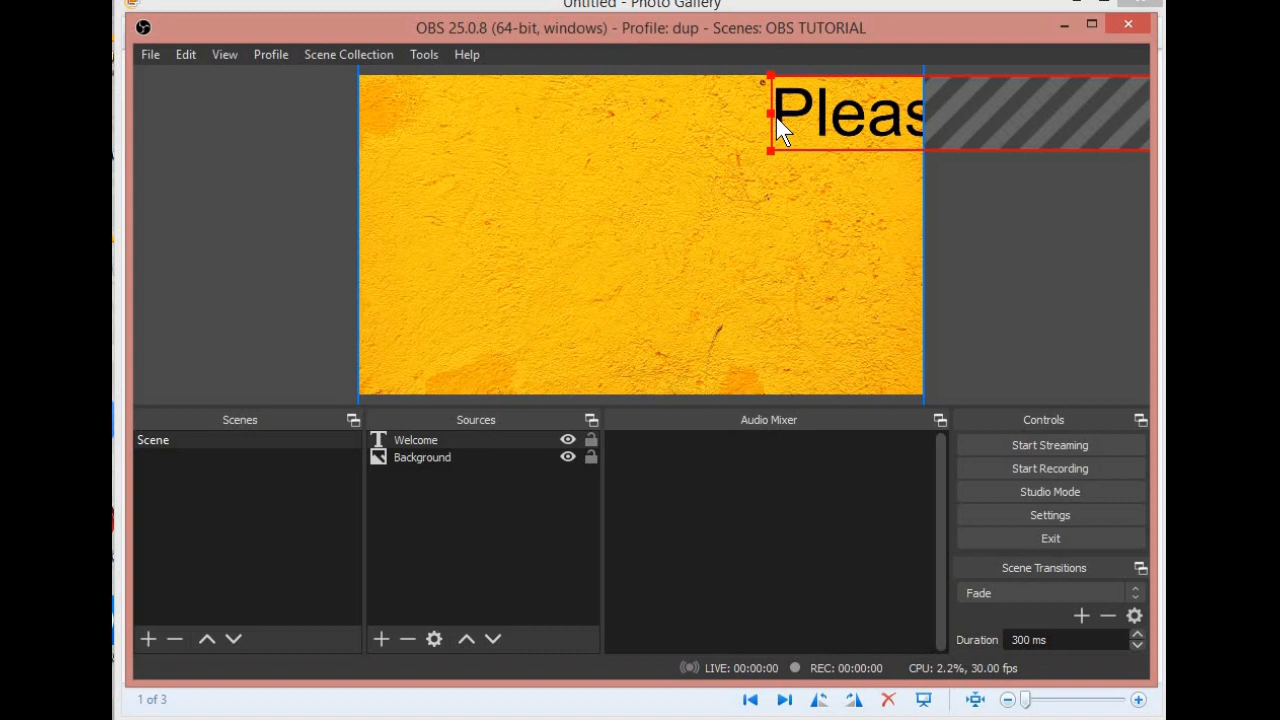 Untitled - Photo Gallery
OBS 25.0.8 (64-bit, windows) - Profile: dup - Scenes: OBS TUTORIAL
File Edit View Profile Scene Collection Tools Help
Pleas
Scenes Sources Audio Mixer Controls
Scene
Welcome
Background
Start Streaming
Start Recording
Studio Mode
Settings
Exit
Scene Transitions
Fade
Duration 300 ms
LIVE: 00:00:00 REC: 00:00:00 CPU: 2.2%, 30.00 fps
1 of 3